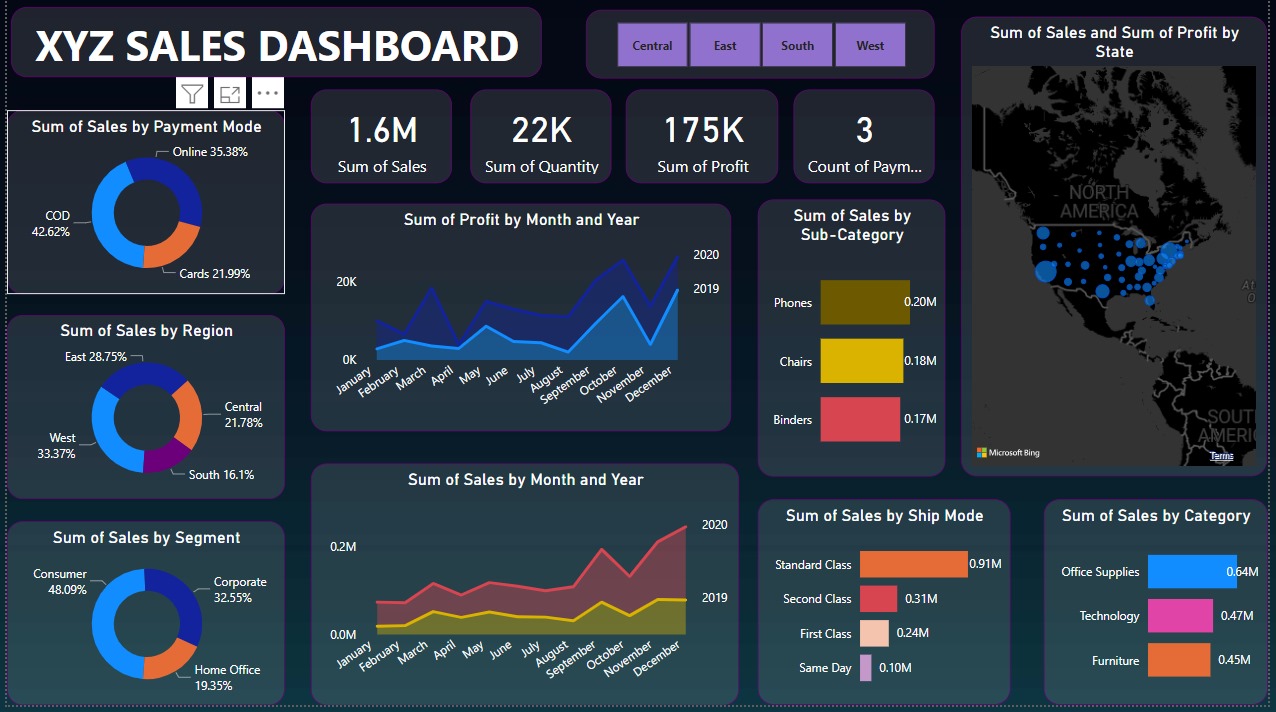 XYZ SALES DASHBOARD
Central
East
South
West
Sum of Sales and Sum of Profit by
State
NORTH
AMERICA
SOUT
AMERIC
Microsoft Bing
Terms
Sum of Sales by Payment Mode
Online 35.38%
COD
42.62%
Cards 21.99%
1.6M
Sum of Sales
22K
Sum of Quantity
175K
Sum of Profit
3
Count of Paym...
Sum of Profit by Month and Year
20K
0K
2020
2019
January
February
March
April
May
June
July
August
September
October
November
December
Sum of Sales by
Sub-Category
Phones
0.20M
Chairs
0.18M
Binders
0.17M
Sum of Sales by Region
East 28.75%
Central
21.78%
West
33.37%
South 16.1%
Sum of Sales by Month and Year
0.2M
0.0M
2020
2019
January
February
March
April
May
June
July
August
September
October
November
December
Sum of Sales by Segment
Consumer
48.09%
Corporate
32.55%
Home Office
19.35%
Sum of Sales by Ship Mode
Standard Class
0.91M
Second Class
0.31M
First Class
0.24M
Same Day
0.10M
Sum of Sales by Category
Office Supplies
0.64M
Technology
0.47M
Furniture
0.45M